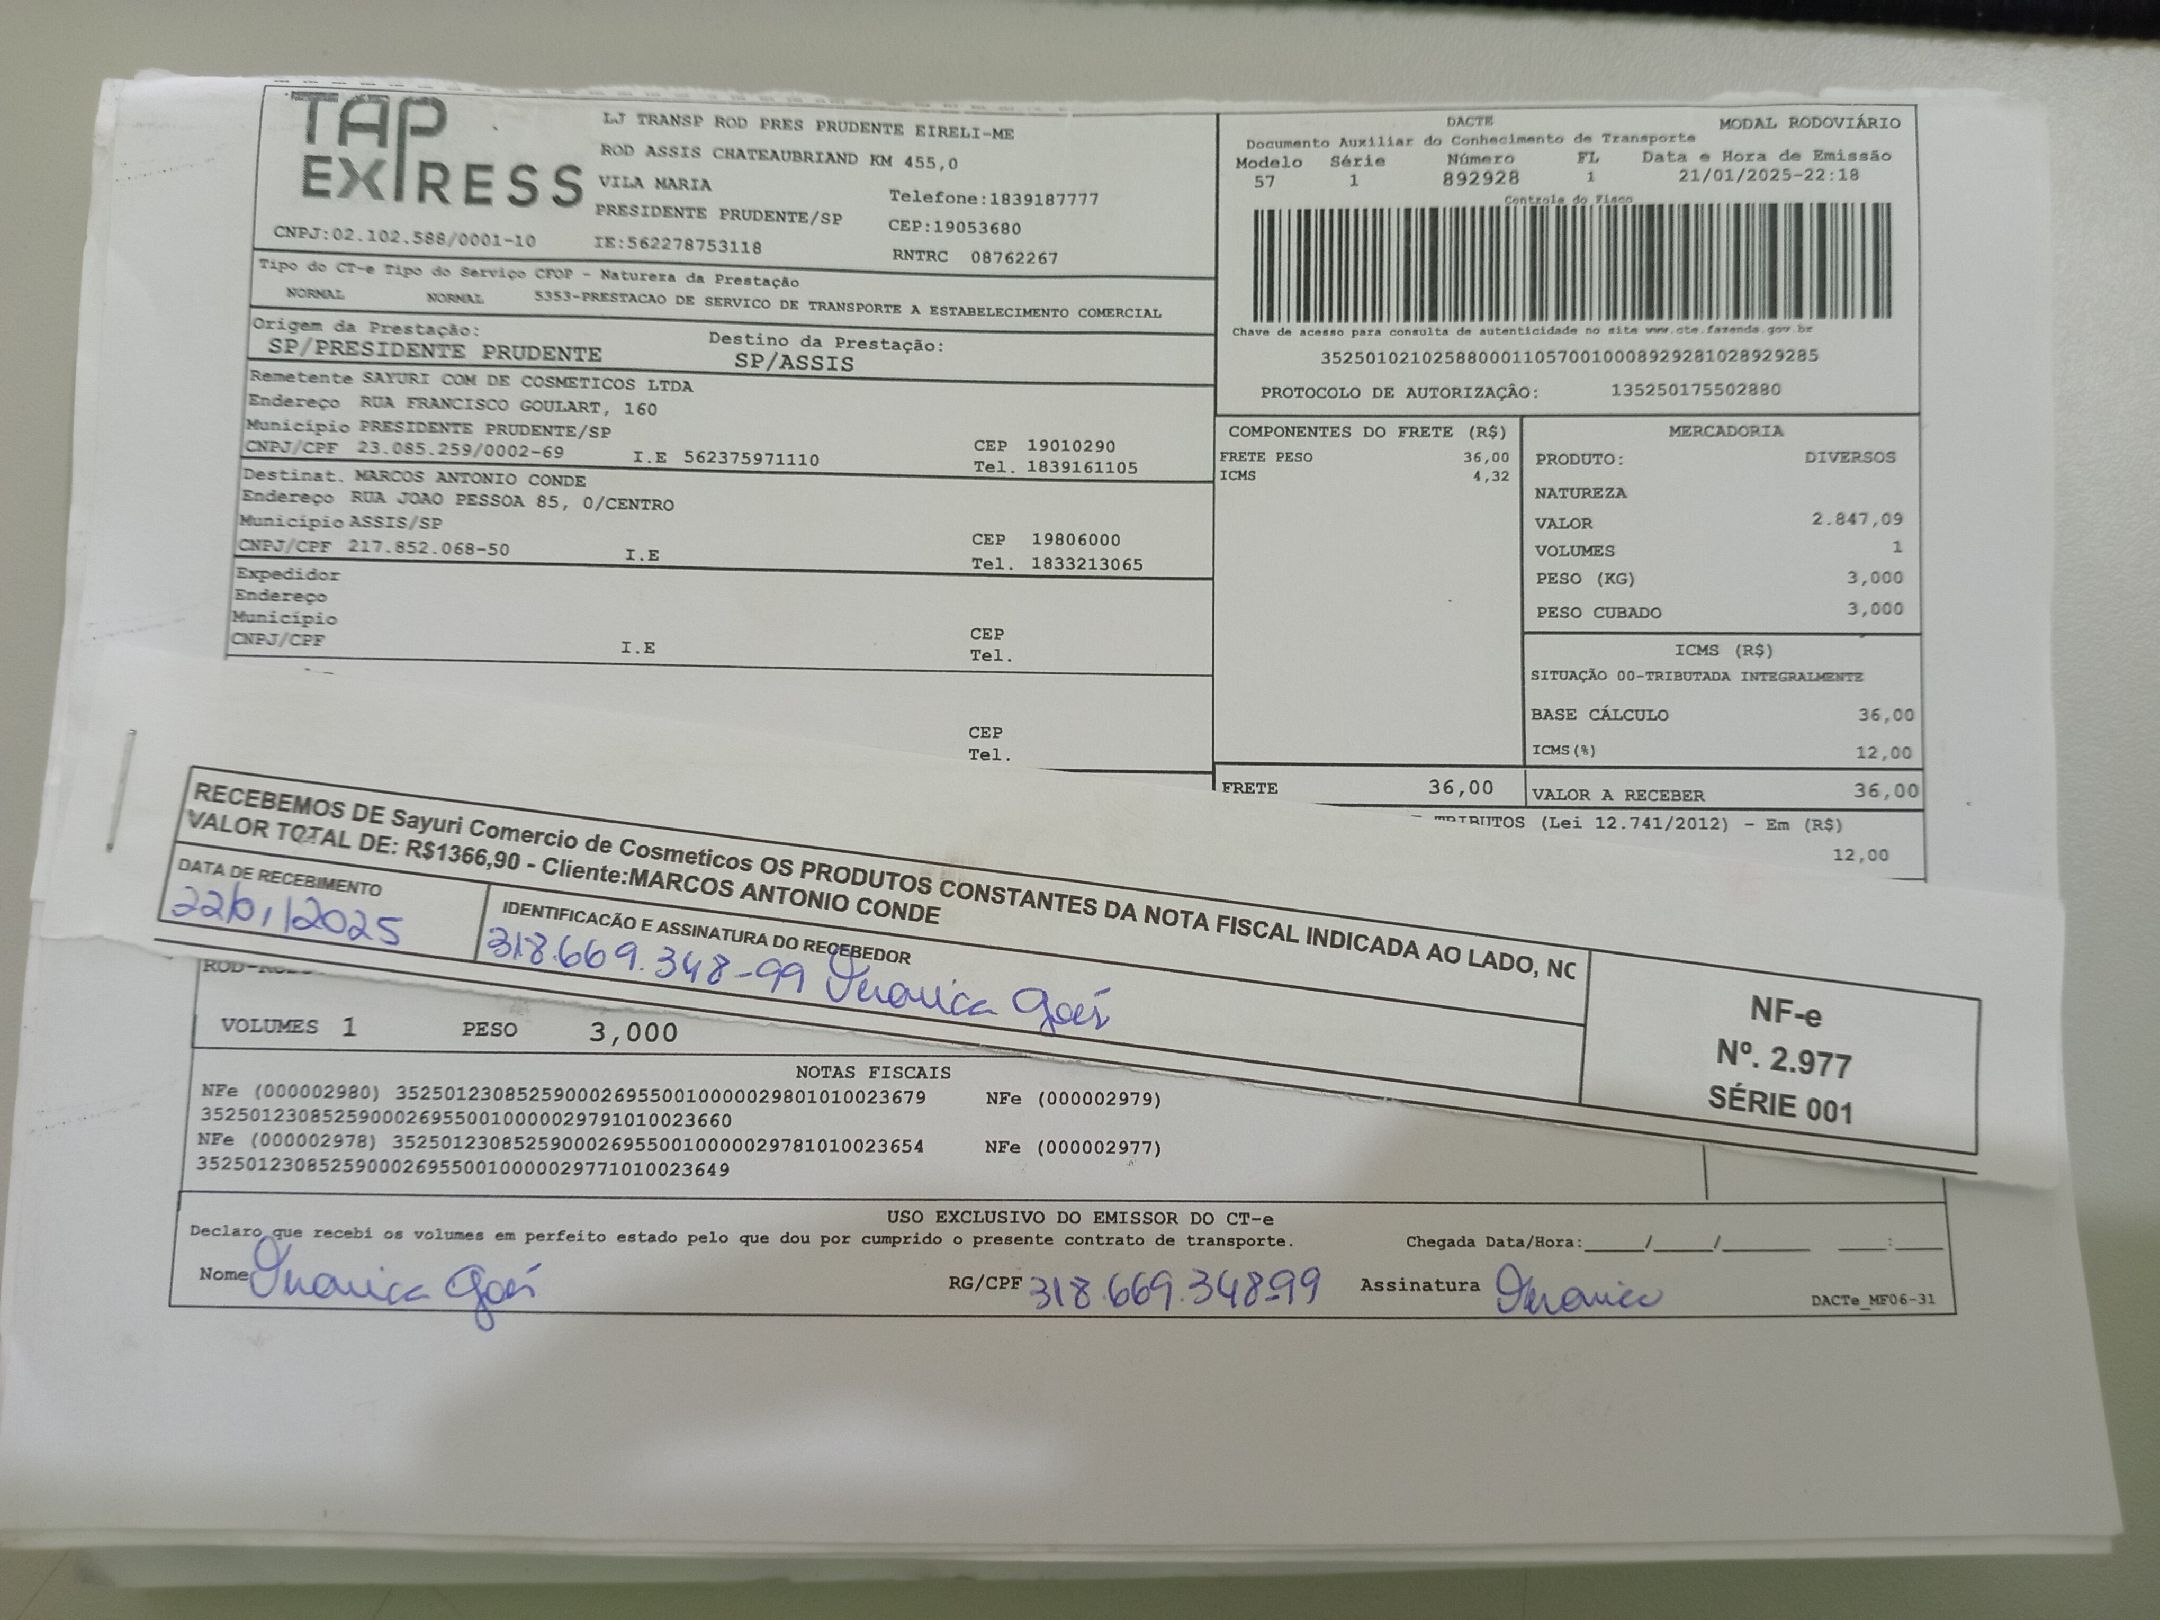 TAP
EXPRESS
LJ TRANSP ROD PRES PRUDENTE EIRELI-ME
ROD ASSIS CHATEAUBRIAND KM 455,0
VILA MARIA
Telefone:1839187777
PRESIDENTE PRUDENTE/SP
CEP:19053680
CNPJ:02.102.588/0001-10 IE:562278753118
RNTRC 08762267
DACTE MODAL RODOVIÁRIO
Documento Auxiliar do Conhecimento de Transporte
Modelo Série Número FL Data e Hora de Emissão
57 1 892928 1 21/01/2025-22:18
Controle do Fisco
Chave de acesso para consulta de autenticidade no site www.cte.fazenda.gov.br
35250102102588000110570010008929281028929285
PROTOCOLO DE AUTORIZAÇÃO: 135250175502880
Tipo do CT-e Tipo do Serviço CFOP - Natureza da Prestação
NORMAL NORMAL 5353-PRESTACAO DE SERVICO DE TRANSPORTE A ESTABELECIMENTO COMERCIAL
Origem da Prestação: Destino da Prestação:
SP/PRESIDENTE PRUDENTE SP/ASSIS
Remetente SAYURI COM DE COSMETICOS LTDA
Endereço RUA FRANCISCO GOULART, 160
Município PRESIDENTE PRUDENTE/SP CEP 19010290
CNPJ/CPF 23.085.259/0002-69 I.E 562375971110 Tel. 1839161105
Destinat. MARCOS ANTONIO CONDE
Endereço RUA JOAO PESSOA 85, 0/CENTRO
Município ASSIS/SP CEP 19806000
CNPJ/CPF 217.852.068-50 I.E Tel. 1833213065
Expedidor
Endereço
Município CEP
CNPJ/CPF I.E Tel.
CEP
Tel.
COMPONENTES DO FRETE (R$)
FRETE PESO 36,00
ICMS 4,32
MERCADORIA
PRODUTO: DIVERSOS
NATUREZA
VALOR 2.847,09
VOLUMES 1
PESO (KG) 3,000
PESO CUBADO 3,000
ICMS (R$)
SITUAÇÃO 00-TRIBUTADA INTEGRALMENTE
BASE CÁLCULO 36,00
ICMS(%) 12,00
FRETE 36,00 VALOR A RECEBER 36,00
TRIBUTOS (Lei 12.741/2012) - Em (R$)
12,00
RECEBEMOS DE Sayuri Comercio de Cosmeticos OS PRODUTOS CONSTANTES DA NOTA FISCAL INDICADA AO LADO, NO
VALOR TOTAL DE: R$1366,90 - Cliente:MARCOS ANTONIO CONDE
DATA DE RECEBIMENTO IDENTIFICAÇÃO E ASSINATURA DO RECEBEDOR
22/01/2025 318.669.348-99
NF-e
Nº. 2.977
SÉRIE 001
VOLUMES 1 PESO 3,000
NOTAS FISCAIS
NFe (000002980) 35250123085259000269550010000029801010023679 NFe (000002979)
35250123085259000269550010000029791010023660
NFe (000002978) 35250123085259000269550010000029781010023654 NFe (000002977)
35250123085259000269550010000029771010023649
USO EXCLUSIVO DO EMISSOR DO CT-e
Declaro que recebi os volumes em perfeito estado pelo que dou por cumprido o presente contrato de transporte. Chegada Data/Hora:____/____/______ ___:___
Nome RG/CPF 318.669.348-99 Assinatura
DACTe_MF06-31